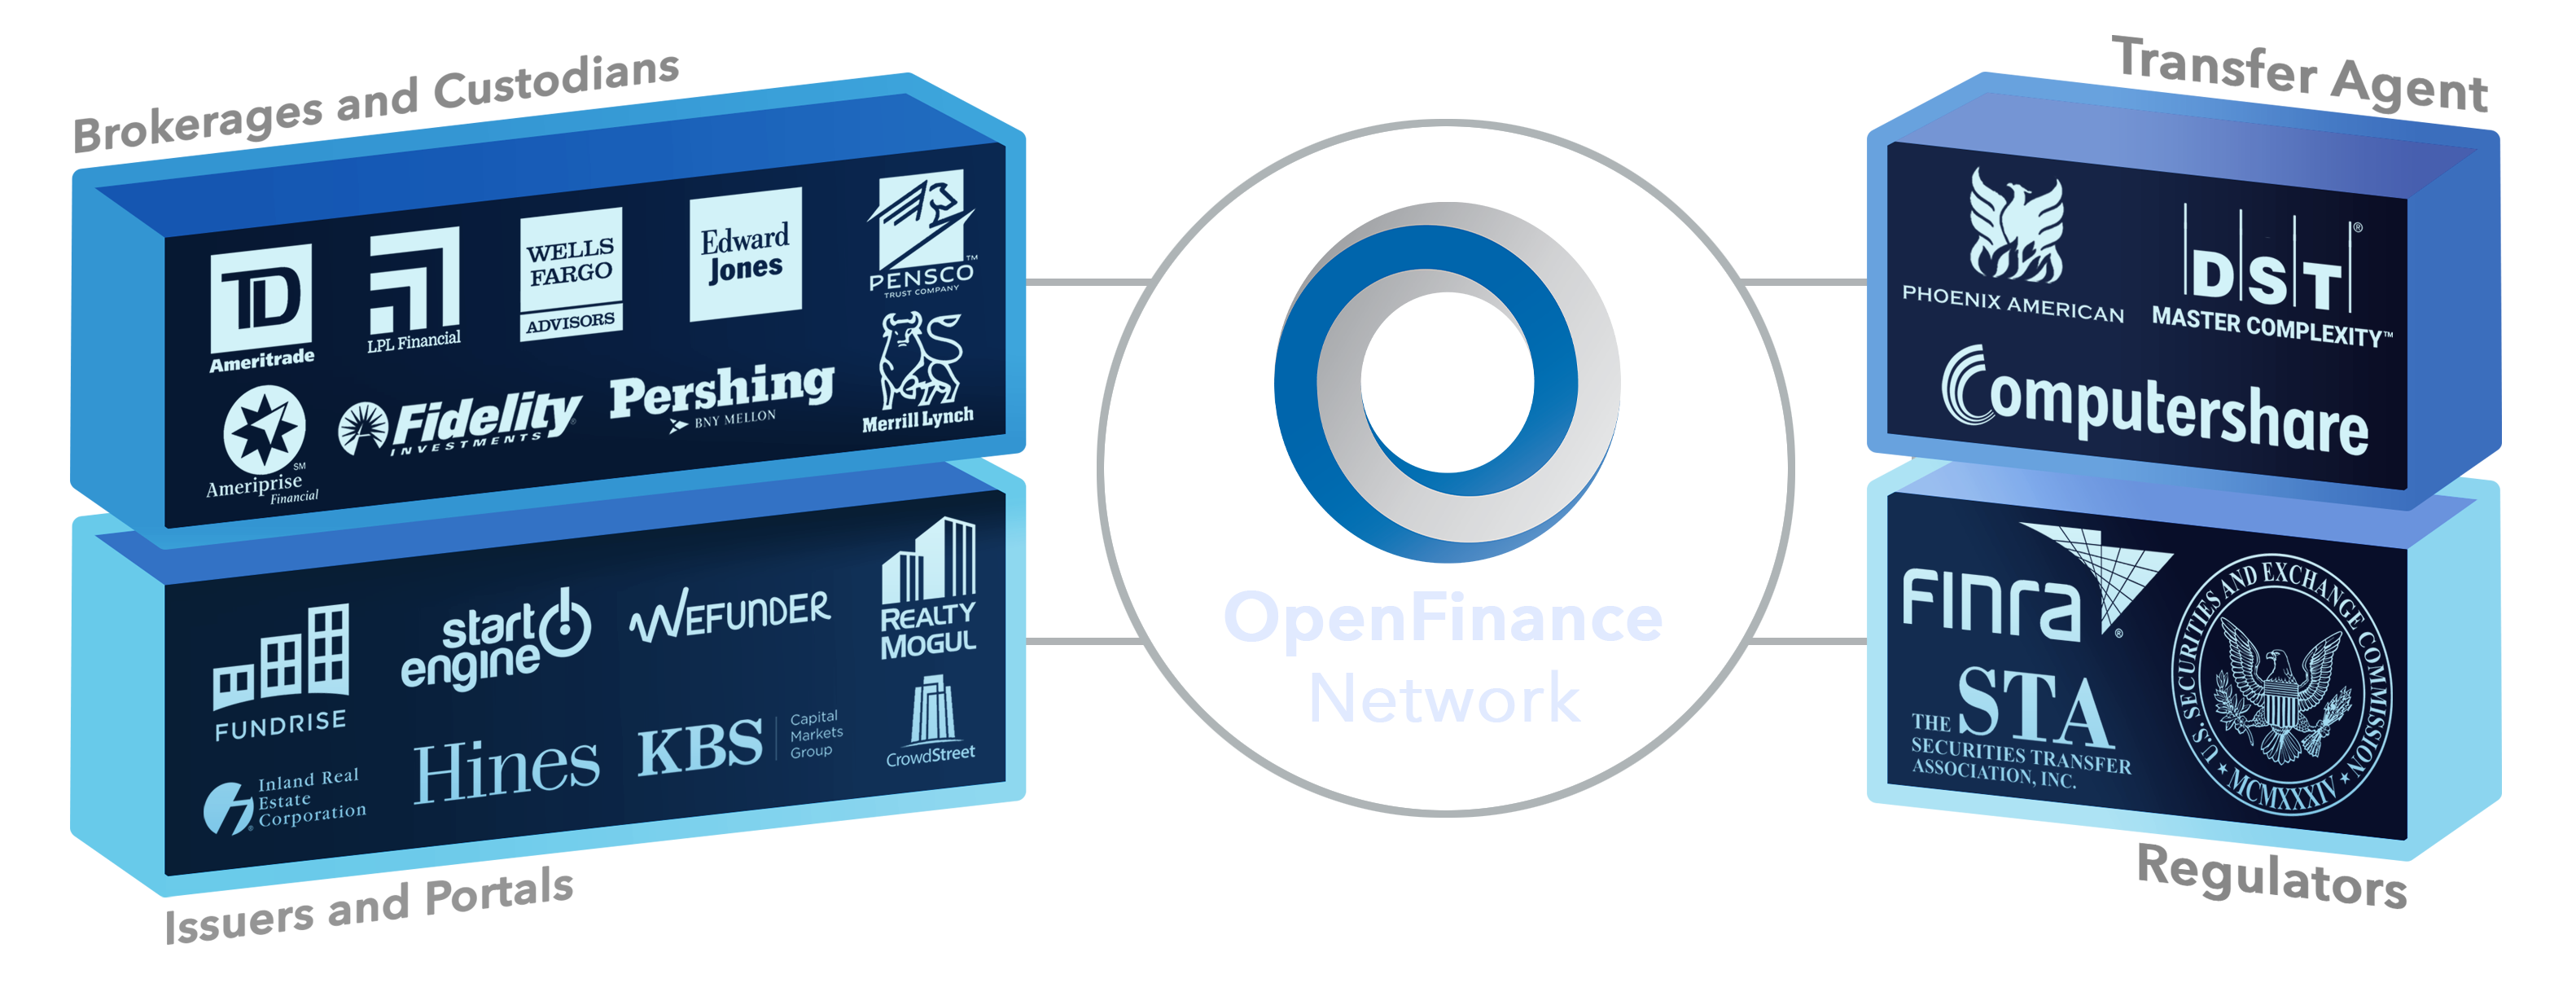 Brokerages and Custodians
TD
Ameritrade
LPL Financial
WELLS
FARGO
ADVISORS
Edward
Jones
PENSCO™
TRUST COMPANY
Ameriprise℠
Financial
Fidelity®
INVESTMENTS
Pershing
BNY MELLON
Merrill Lynch
FUNDRISE
start
engine
WEFUNDER
REALTY
MOGUL
Inland Real
Estate
Corporation®
Hines
KBS
Capital
Markets
Group
CrowdStreet
Issuers and Portals
OpenFinance
Network
Transfer Agent
PHOENIX AMERICAN
DST®
MASTER COMPLEXITY™
Computershare
FINRA®
THE STA
SECURITIES TRANSFER
ASSOCIATION, INC.
U.S. SECURITIES AND EXCHANGE COMMISSION
★ MCMXXXIV ★
Regulators